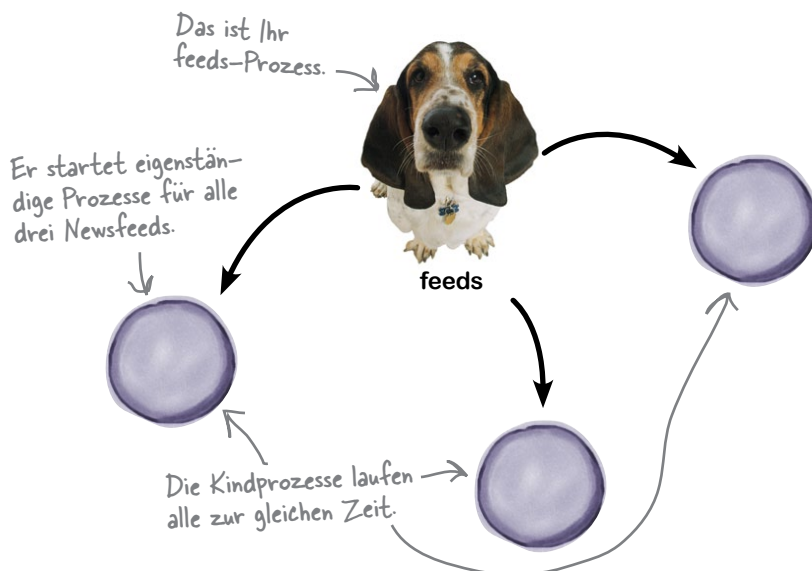 Das ist Ihr
feeds-Prozess.
Er startet eigenstän-
dige Prozesse für alle
drei Newsfeeds.
feeds
Die Kindprozesse laufen
alle zur gleichen Zeit.